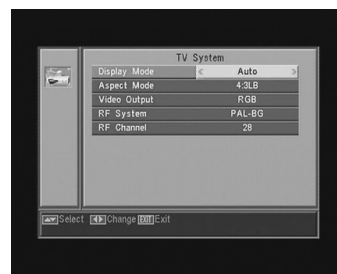 TV System
Display Mode Auto
Aspect Mode 4:3LB
Video Output RGB
RF System PAL-BG
RF Channel 28
Select Change EXIT Exit